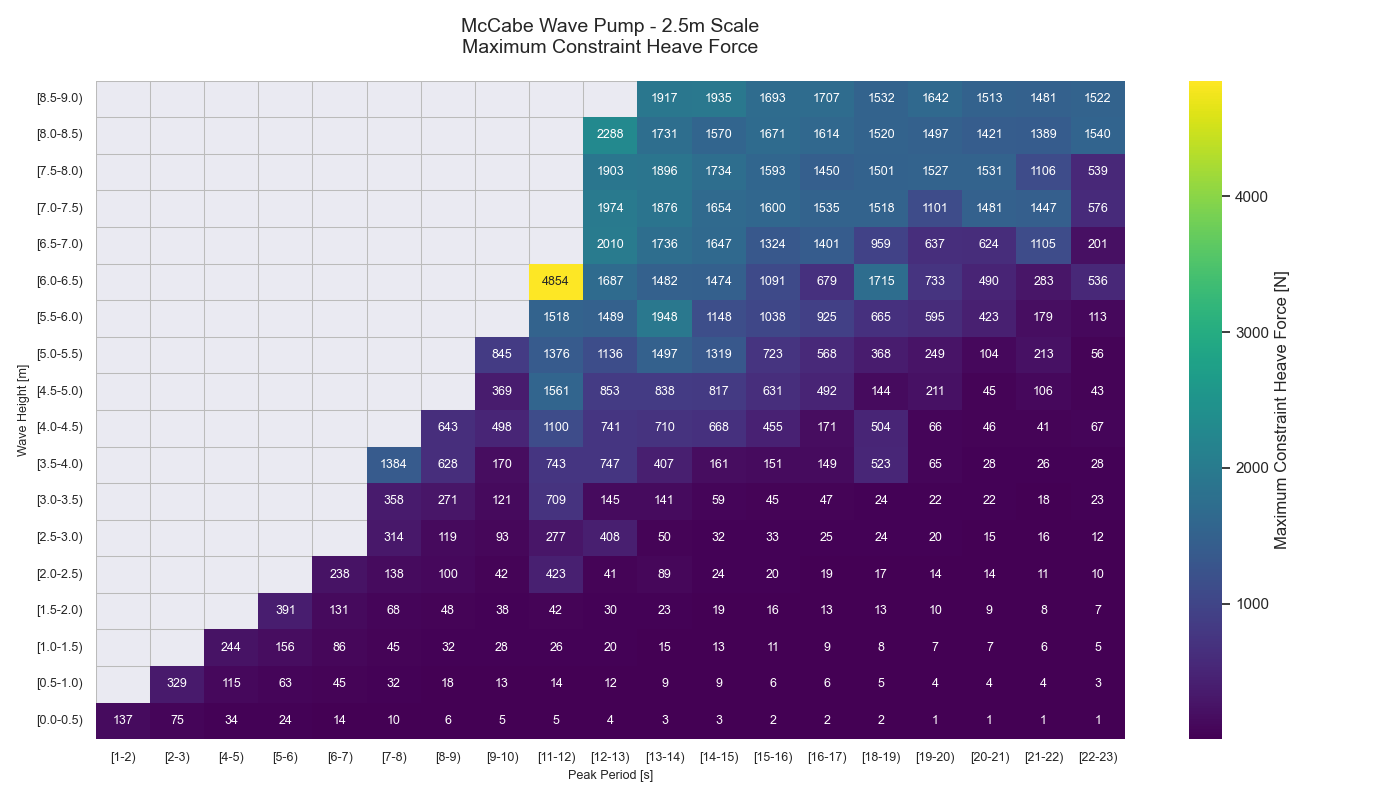 McCabe Wave Pump - 2.5m Scale
Maximum Constraint Heave Force
Wave Height [m]
[8.5-9.0) 1917 1935 1693 1707 1532 1642 1513 1481 1522
[8.0-8.5) 2288 1731 1570 1671 1614 1520 1497 1421 1389 1540
[7.5-8.0) 1903 1896 1734 1593 1450 1501 1527 1531 1106 539
[7.0-7.5) 1974 1876 1654 1600 1535 1518 1101 1481 1447 576
[6.5-7.0) 2010 1736 1647 1324 1401 959 637 624 1105 201
[6.0-6.5) 4854 1687 1482 1474 1091 679 1715 733 490 283 536
[5.5-6.0) 1518 1489 1948 1148 1038 925 665 595 423 179 113
[5.0-5.5) 845 1376 1136 1497 1319 723 568 368 249 104 213 56
[4.5-5.0) 369 1561 853 838 817 631 492 144 211 45 106 43
[4.0-4.5) 643 498 1100 741 710 668 455 171 504 66 46 41 67
[3.5-4.0) 1384 628 170 743 747 407 161 151 149 523 65 28 26 28
[3.0-3.5) 358 271 121 709 145 141 59 45 47 24 22 22 18 23
[2.5-3.0) 314 119 93 277 408 50 32 33 25 24 20 15 16 12
[2.0-2.5) 238 138 100 42 423 41 89 24 20 19 17 14 14 11 10
[1.5-2.0) 391 131 68 48 38 42 30 23 19 16 13 13 10 9 8 7
[1.0-1.5) 244 156 86 45 32 28 26 20 15 13 11 9 8 7 7 6 5
[0.5-1.0) 329 115 63 45 32 18 13 14 12 9 9 6 6 5 4 4 4 3
[0.0-0.5) 137 75 34 24 14 10 6 5 5 4 3 3 2 2 2 1 1 1 1
[1-2) [2-3) [4-5) [5-6) [6-7) [7-8) [8-9) [9-10) [11-12) [12-13) [13-14) [14-15) [15-16) [16-17) [18-19) [19-20) [20-21) [21-22) [22-23)
Peak Period [s]
4000
3000
2000
1000
Maximum Constraint Heave Force [N]